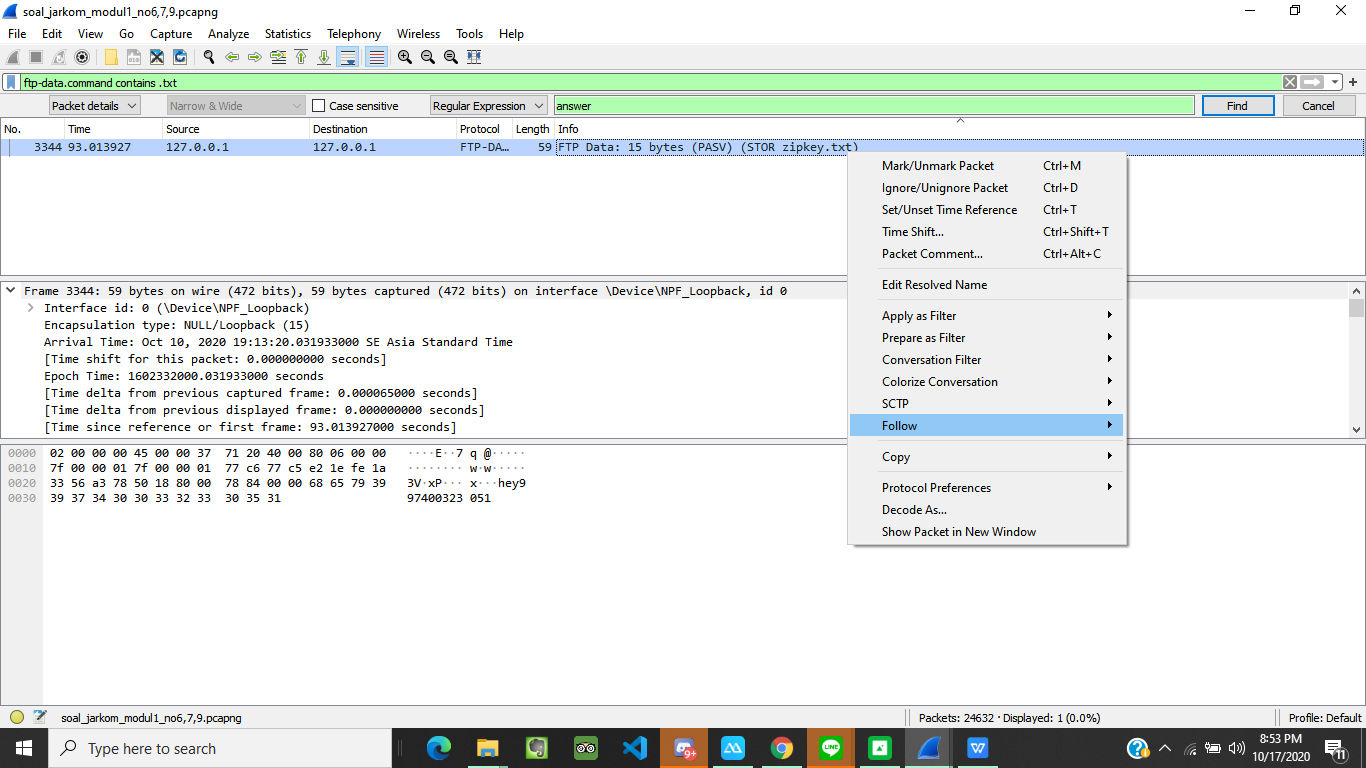 soal_jarkom_modul1_no6,7,9.pcapng
File Edit View Go Capture Analyze Statistics Telephony Wireless Tools Help
ftp-data.command contains .txt
Packet details Narrow & Wide Case sensitive Regular Expression answer Find Cancel
No. Time Source Destination Protocol Length Info
3344 93.013927 127.0.0.1 127.0.0.1 FTP-DA… 59 FTP Data: 15 bytes (PASV) (STOR zipkey.txt)
Mark/Unmark Packet Ctrl+M
Ignore/Unignore Packet Ctrl+D
Set/Unset Time Reference Ctrl+T
Time Shift... Ctrl+Shift+T
Packet Comment... Ctrl+Alt+C
Edit Resolved Name
Apply as Filter
Prepare as Filter
Conversation Filter
Colorize Conversation
SCTP
Follow
Copy
Protocol Preferences
Decode As...
Show Packet in New Window
Frame 3344: 59 bytes on wire (472 bits), 59 bytes captured (472 bits) on interface \Device\NPF_Loopback, id 0
Interface id: 0 (\Device\NPF_Loopback)
Encapsulation type: NULL/Loopback (15)
Arrival Time: Oct 10, 2020 19:13:20.031933000 SE Asia Standard Time
[Time shift for this packet: 0.000000000 seconds]
Epoch Time: 1602332000.031933000 seconds
[Time delta from previous captured frame: 0.000065000 seconds]
[Time delta from previous displayed frame: 0.000000000 seconds]
[Time since reference or first frame: 93.013927000 seconds]
0000 02 00 00 00 45 00 00 37 71 20 40 00 80 06 00 00 ····E··7 q @·····
0010 7f 00 00 01 7f 00 00 01 77 c6 77 c5 e2 1e fe 1a ········ w·w·····
0020 33 56 a3 78 50 18 80 00 78 84 00 00 68 65 79 39 3V·xP··· x···hey9
0030 39 37 34 30 30 33 32 33 30 35 31 97400323 051
soal_jarkom_modul1_no6,7,9.pcapng Packets: 24632 · Displayed: 1 (0.0%) Profile: Default
Type here to search
9+
LINE
8:53 PM
10/17/2020
11